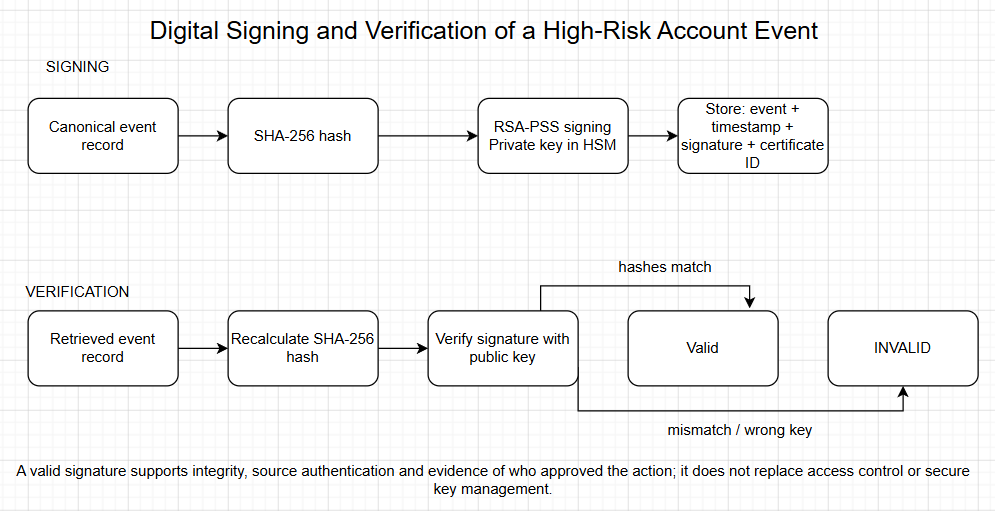 Digital Signing and Verification of a High-Risk Account Event
SIGNING
Canonical event
record
SHA-256 hash
RSA-PSS signing
Private key in HSM
Store: event +
timestamp +
signature + certificate
ID
hashes match
VERIFICATION
Retrieved event
record
Recalculate SHA-256
hash
Verify signature with
public key
Valid
INVALID
mismatch / wrong key
A valid signature supports integrity, source authentication and evidence of who approved the action; it does not replace access control or secure
key management.